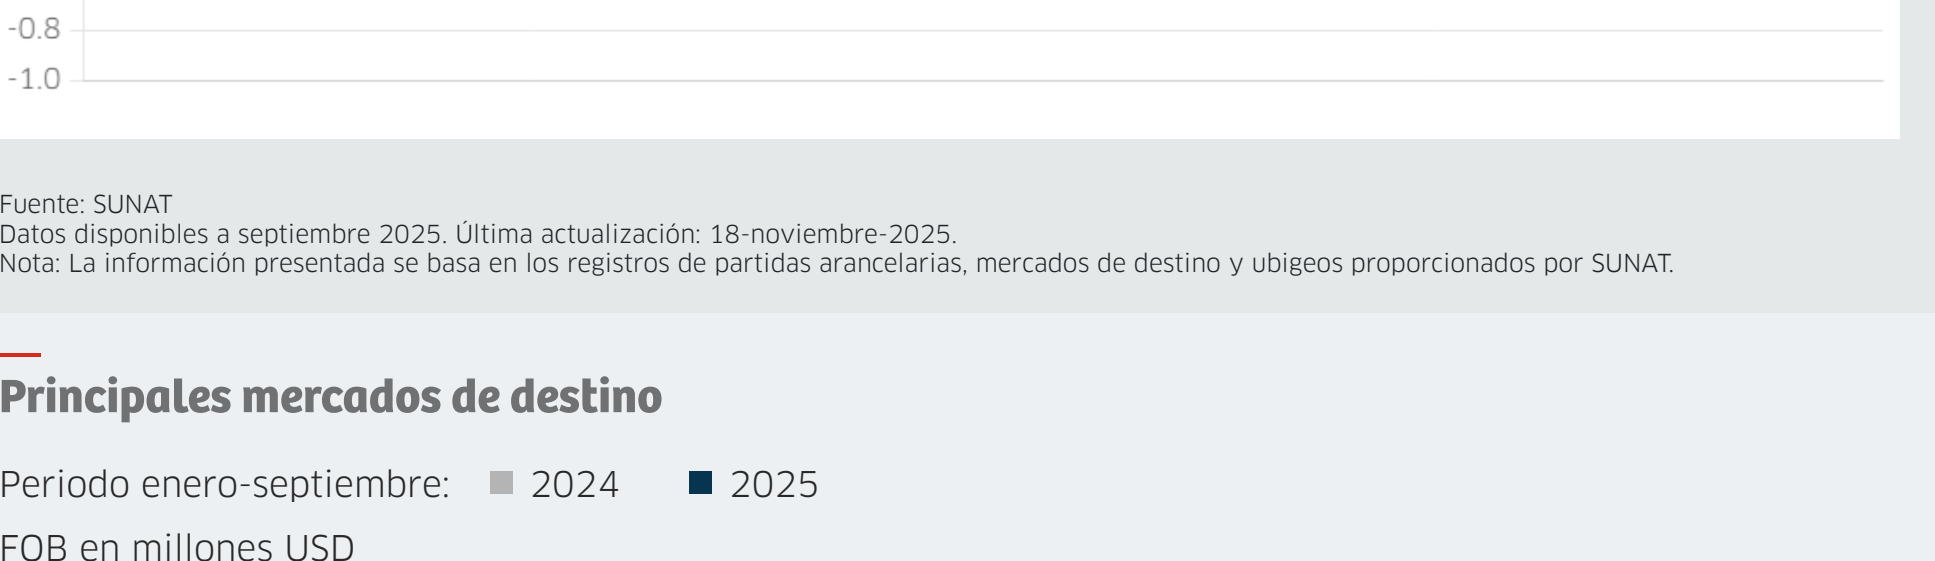 -0.8
-1.0
Fuente: SUNAT
Datos disponibles a septiembre 2025. Última actualización: 18-noviembre-2025.
Nota: La información presentada se basa en los registros de partidas arancelarias, mercados de destino y ubigeos proporcionados por SUNAT.
Principales mercados de destino
Periodo enero-septiembre: 2024 2025
FOB en millones USD